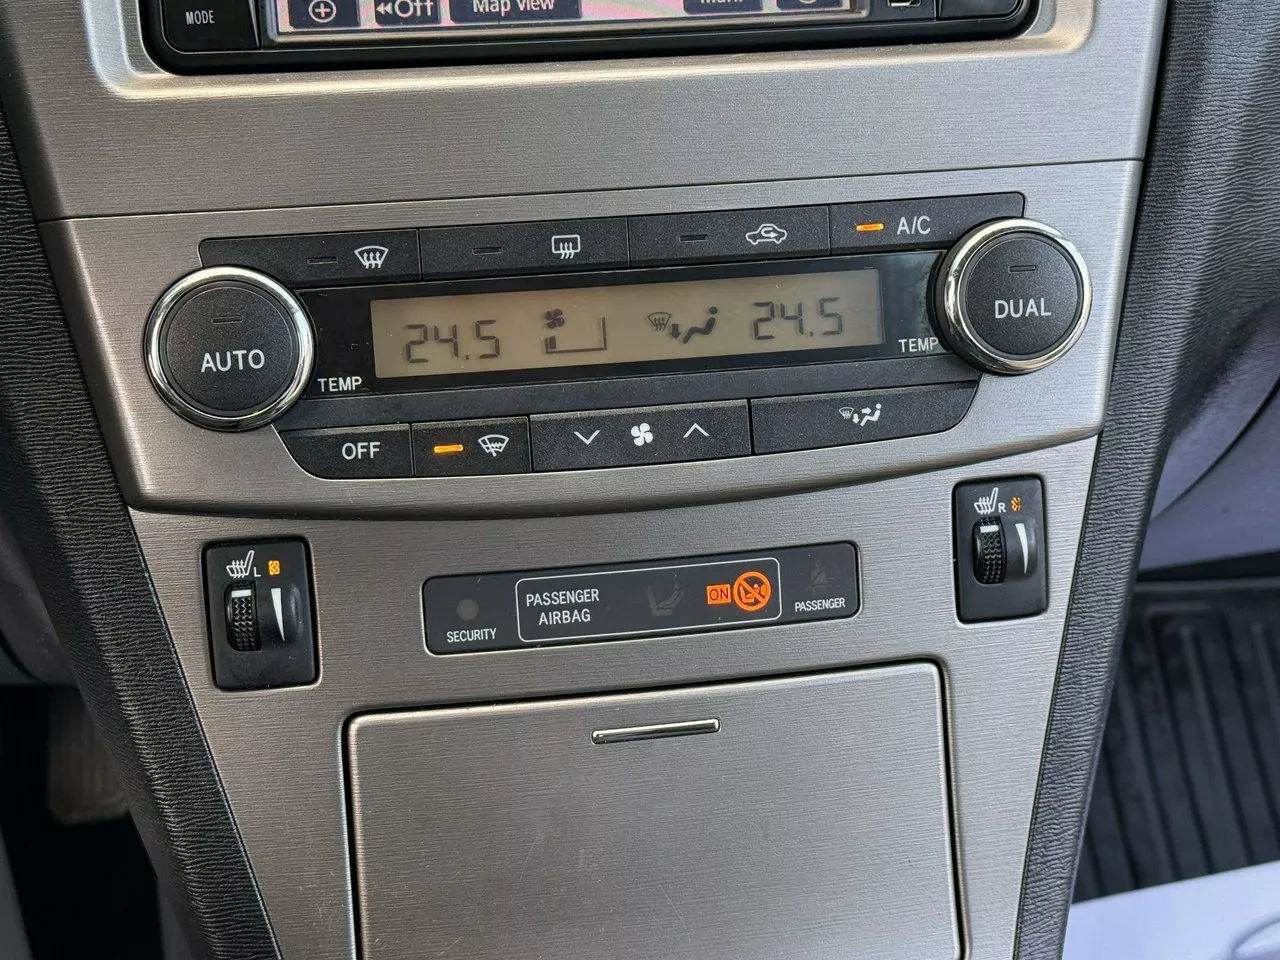 MODE
Off
Map View
A/C
AUTO
24.5
24.5
DUAL
TEMP
TEMP
OFF
L
R
PASSENGER
AIRBAG
ON
SECURITY
PASSENGER